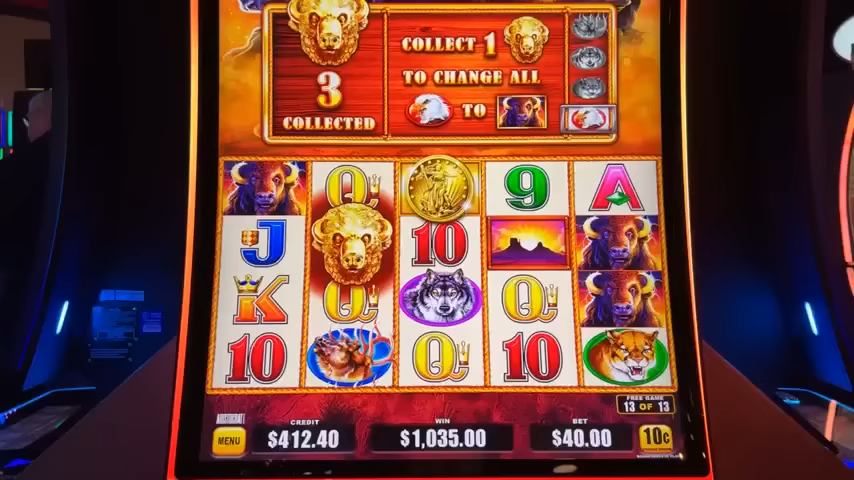 COLLECT 1
TO CHANGE ALL
TO
3
COLLECTED
Q
9
A
J
10
K
Q
Q
10
Q
10
FREE GAME
13 OF 13
ARISTOCRAT
MENU
CREDIT
$412.40
WIN
$1,035.00
BET
$40.00
10¢